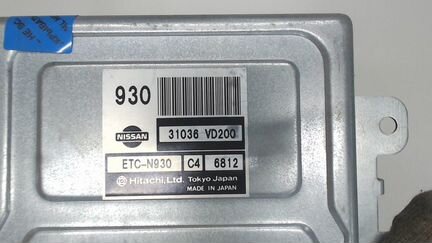 930
NISSAN
31036 VD200
ETC-N930 C4 6812
Hitachi, Ltd. Tokyo Japan
MADE IN JAPAN